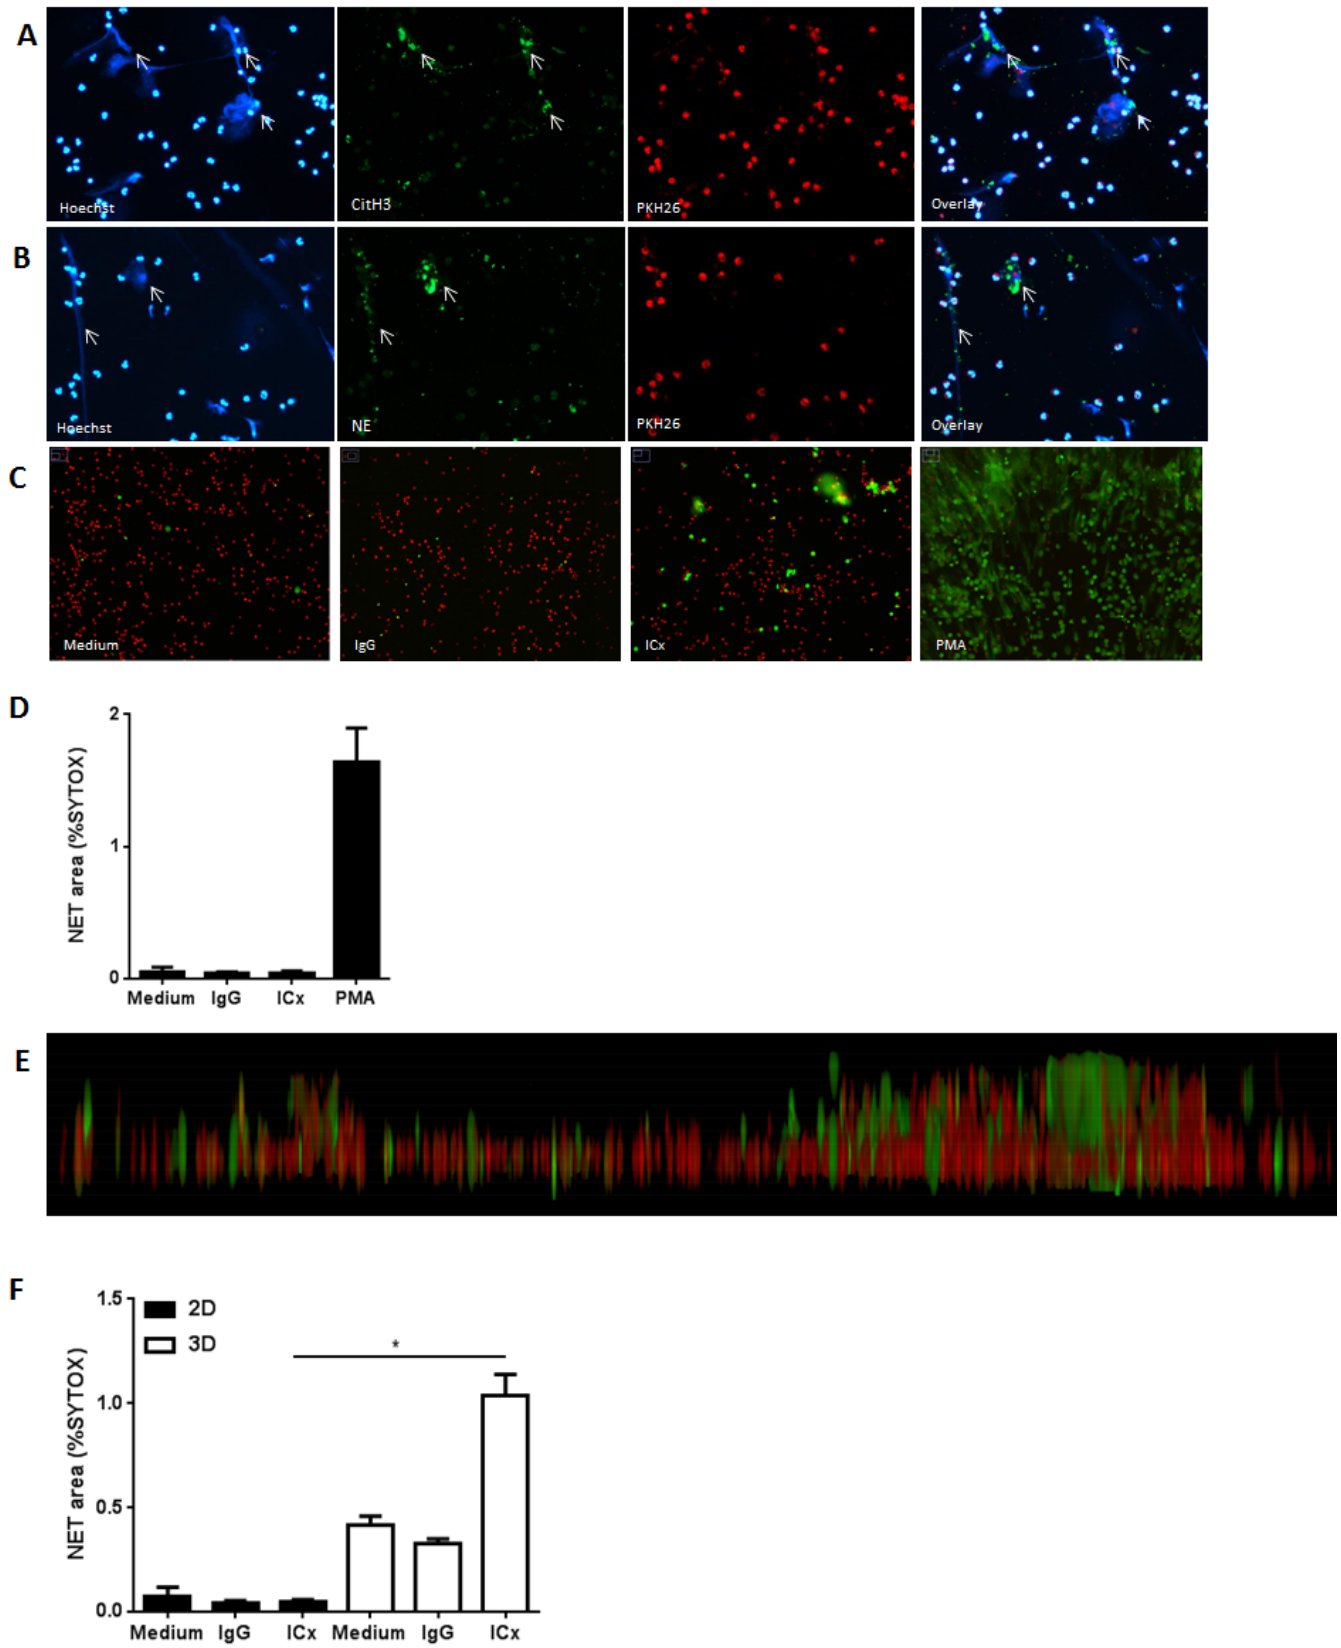 A
Hoechst CitH3 PKH26 Overlay
B
Hoechst NE PKH26 Overlay
C
Medium IgG ICx PMA
D
NET area (%SYTOX)
2
1
0
Medium IgG ICx PMA
E
F
NET area (%SYTOX)
1.5
2D
3D
*
1.0
0.5
0.0
Medium IgG ICx Medium IgG ICx